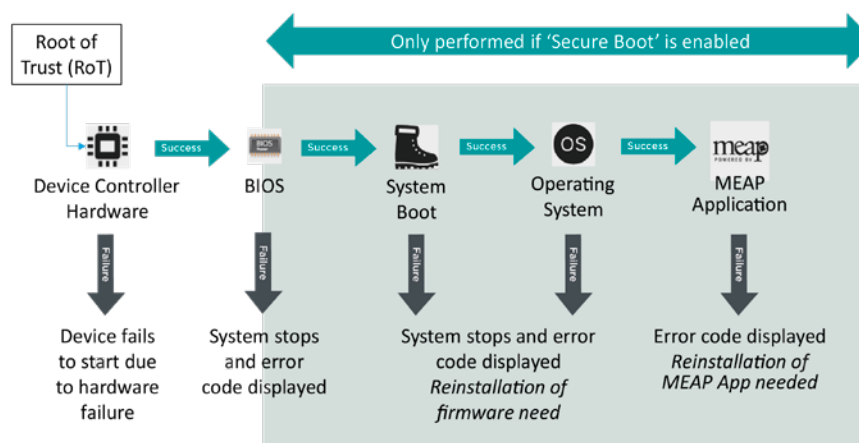 Only performed if 'Secure Boot' is enabled
Root of
Trust (RoT)
Success
BIOS
Success
Success
OS
Success
meap
POWERED BY
Device Controller
Hardware
BIOS
System
Boot
Operating
System
MEAP
Application
Failure
Failure
Failure
Failure
Failure
Device fails
to start due
to hardware
failure
System stops
and error
code displayed
System stops and error
code displayed
Reinstallation of
firmware need
Error code displayed
Reinstallation of
MEAP App needed